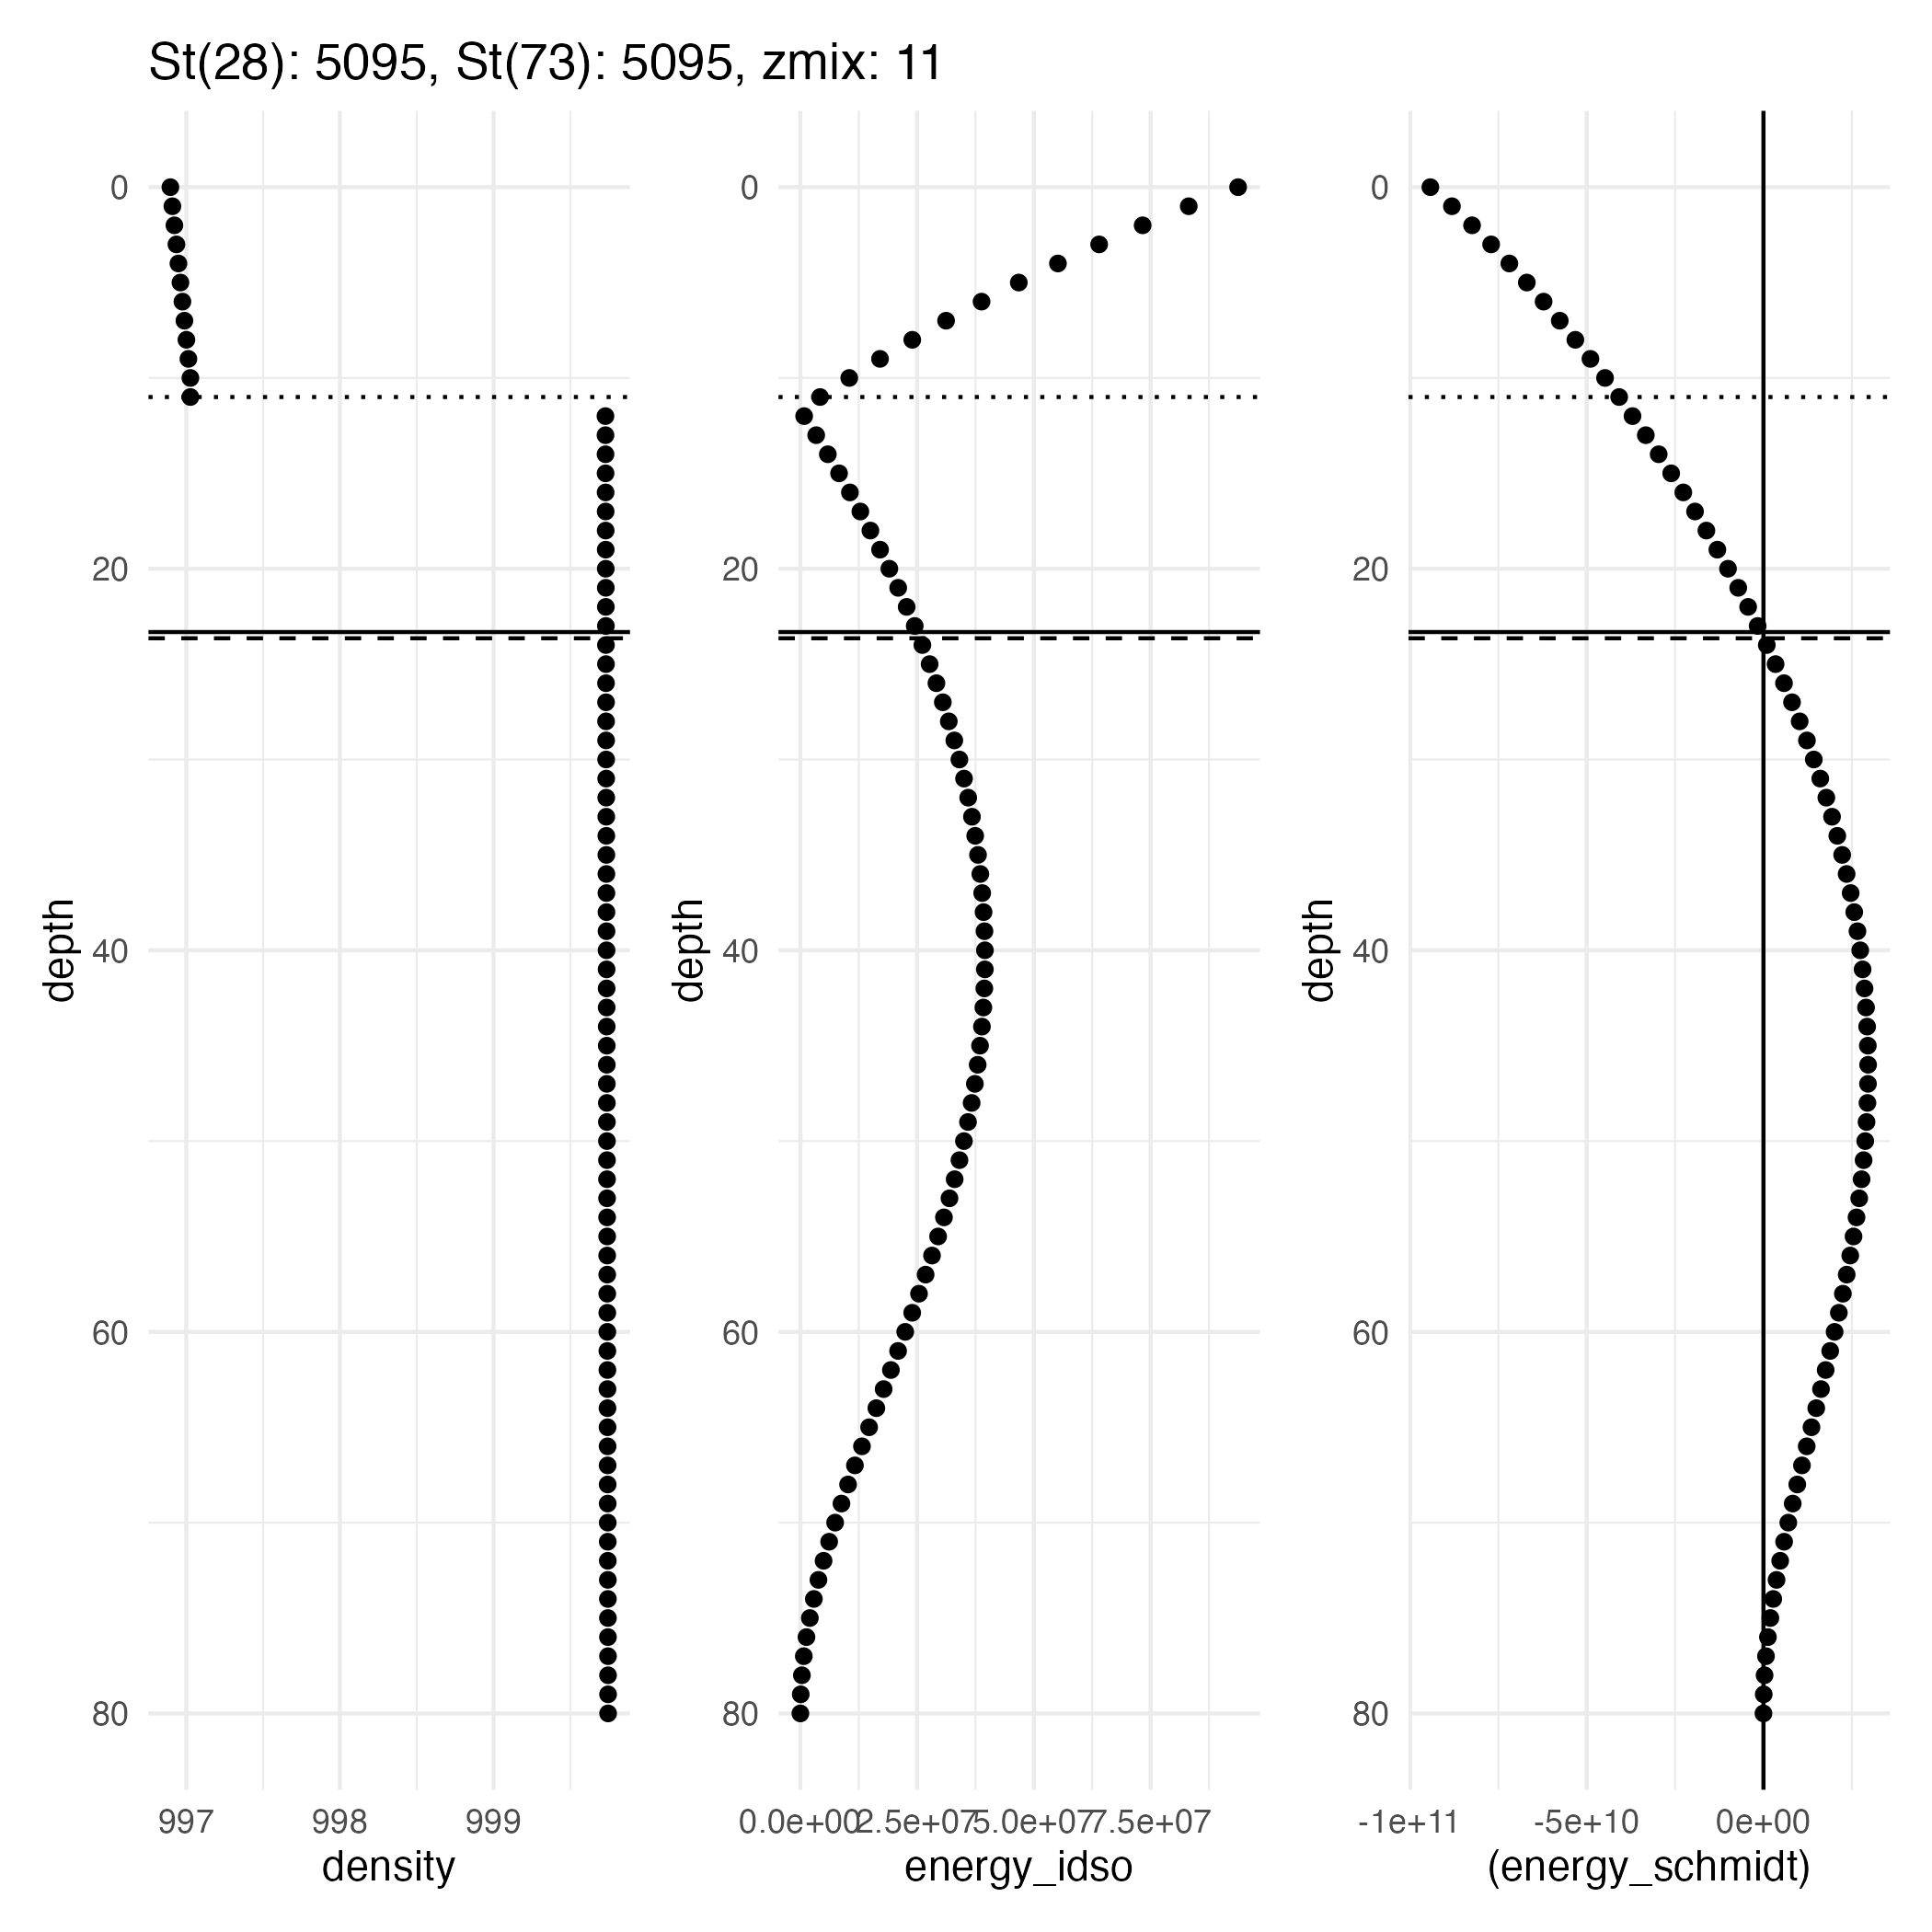 St(28): 5095, St(73): 5095, zmix: 11
depth
0
20
40
60
80
997
998
999
density
depth
0
20
40
60
80
0.0e+00
2.5e+07
5.0e+07
7.5e+07
energy_idso
depth
0
20
40
60
80
-1e+11
-5e+10
0e+00
(energy_schmidt)